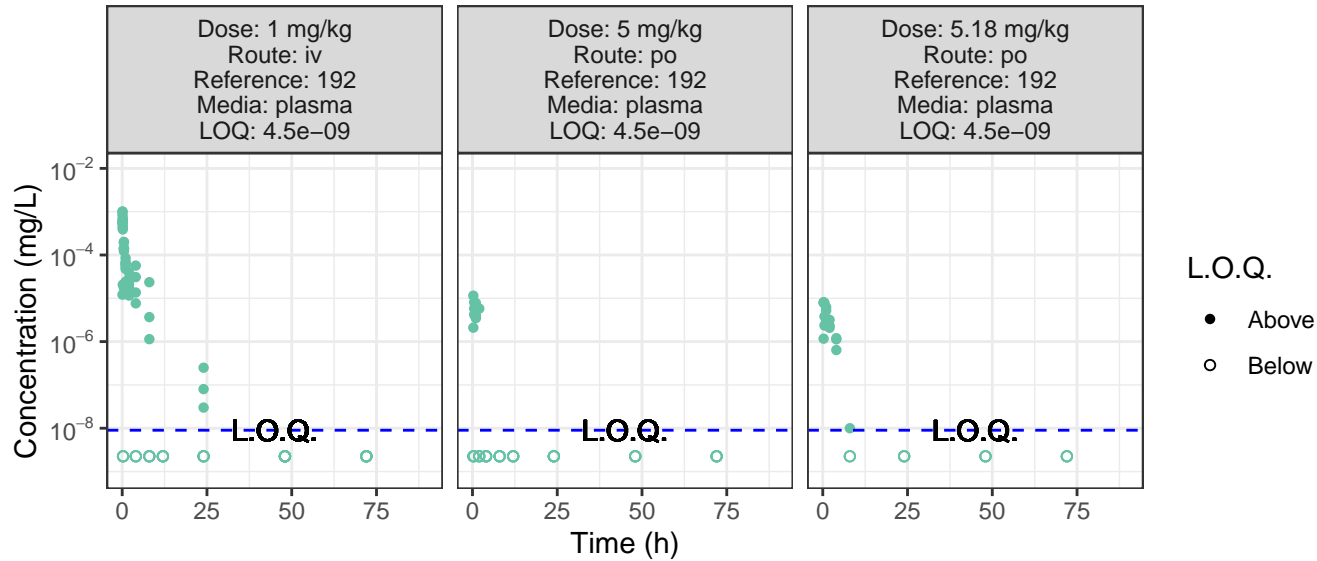 Dose: 1 mg/kg
Route: iv
Reference: 192
Media: plasma
LOQ: 4.5e−09
Dose: 5 mg/kg
Route: po
Reference: 192
Media: plasma
LOQ: 4.5e−09
Dose: 5.18 mg/kg
Route: po
Reference: 192
Media: plasma
LOQ: 4.5e−09
Concentration (mg/L)
10⁻²
10⁻⁴
10⁻⁶
10⁻⁸
L.O.Q.
L.O.Q.
L.O.Q.
0 25 50 75
0 25 50 75
0 25 50 75
Time (h)
L.O.Q.
Above
Below